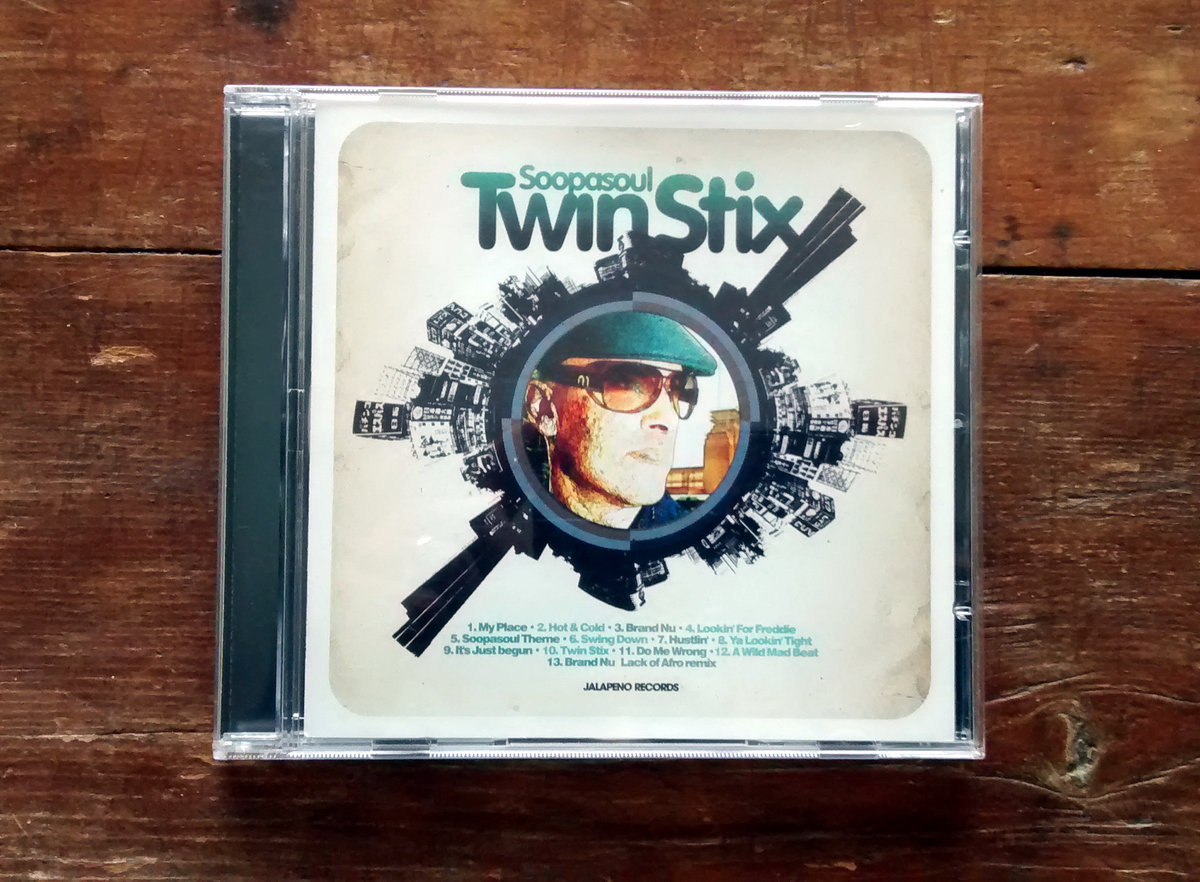 Soopasoul
Twin Stix
1. My Place • 2. Hot & Cold • 3. Brand Nu • 4. Lookin' For Freddie
5. Soopasoul Theme • 6. Swing Down • 7. Hustlin' • 8. Ya Lookin' Tight
9. It's Just begun • 10. Twin Stix • 11. Do Me Wrong • 12. A Wild Mad Beat
13. Brand Nu Lack of Afro remix
JALAPENO RECORDS